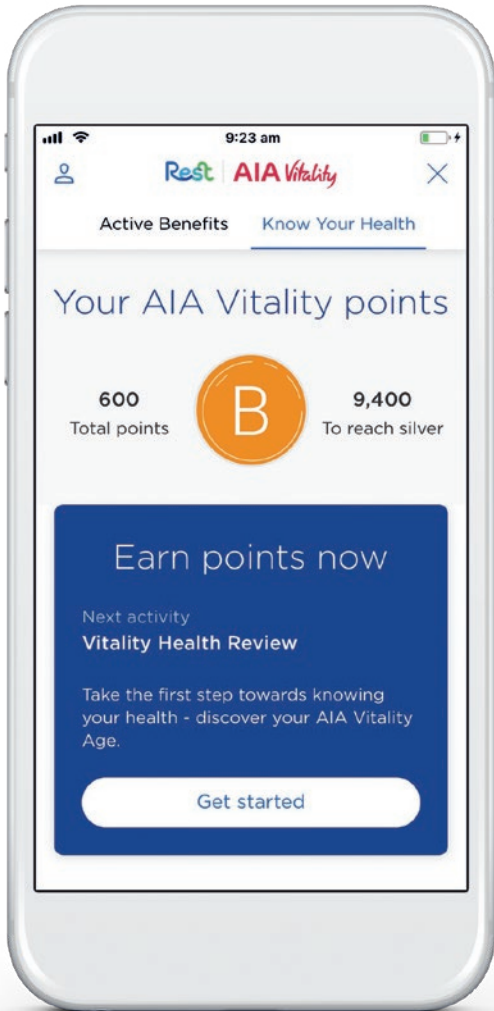 9:23 am
Rest AIA Vitality
Active Benefits Know Your Health
Your AIA Vitality points
600
Total points
B
9,400
To reach silver
Earn points now
Next activity
Vitality Health Review
Take the first step towards knowing
your health - discover your AIA Vitality
Age.
Get started